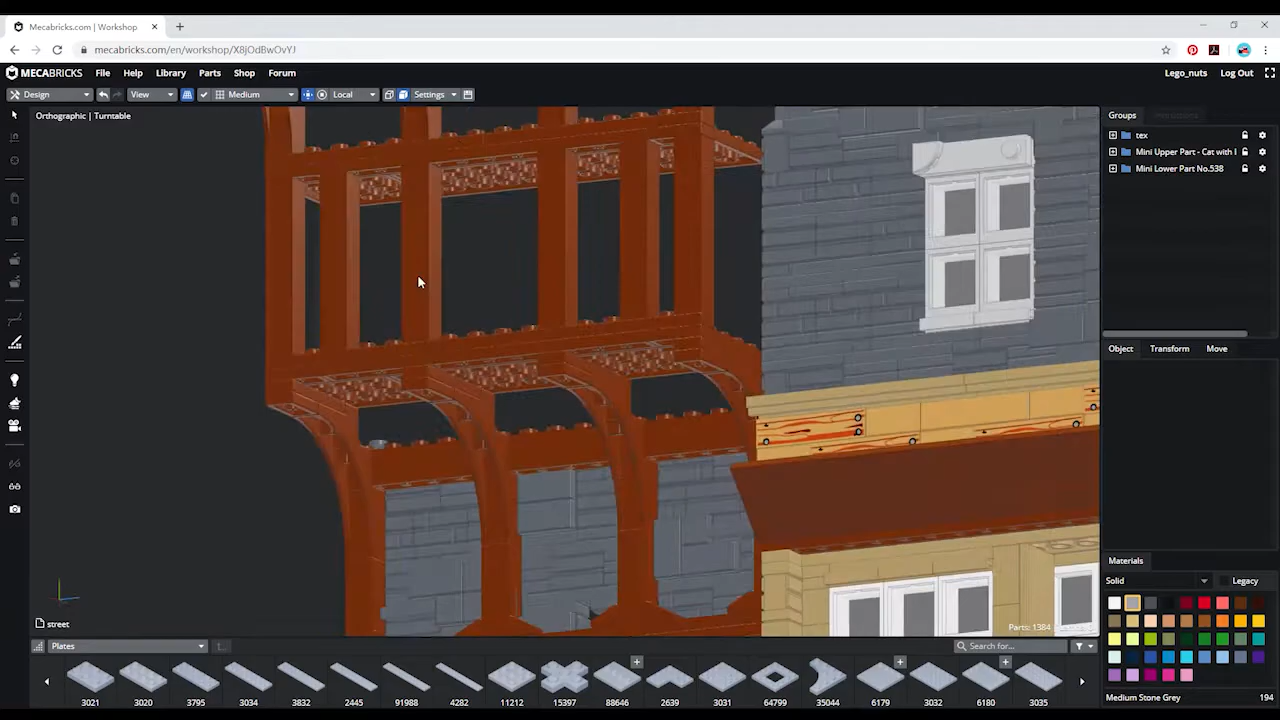 Mecabricks.com | Workshop
mecabricks.com/en/workshop/X8jOdBwOvYJ
MECABRICKS File Help Library Parts Shop Forum Lego_nuts Log Out
Design View Medium Local Settings
Orthographic | Turntable
Groups
tex
Mini Upper Part - Cat with
Mini Lower Part No.538
Object Transform Move
Materials
Solid Legacy
street
Parts: 1384
Plates Search for...
3021 3020 3795 3034 3832 2445 91988 4282 11212 15397 88646 2639 3031 64799 35044 6179 3032 6180 3035
Medium Stone Grey 194